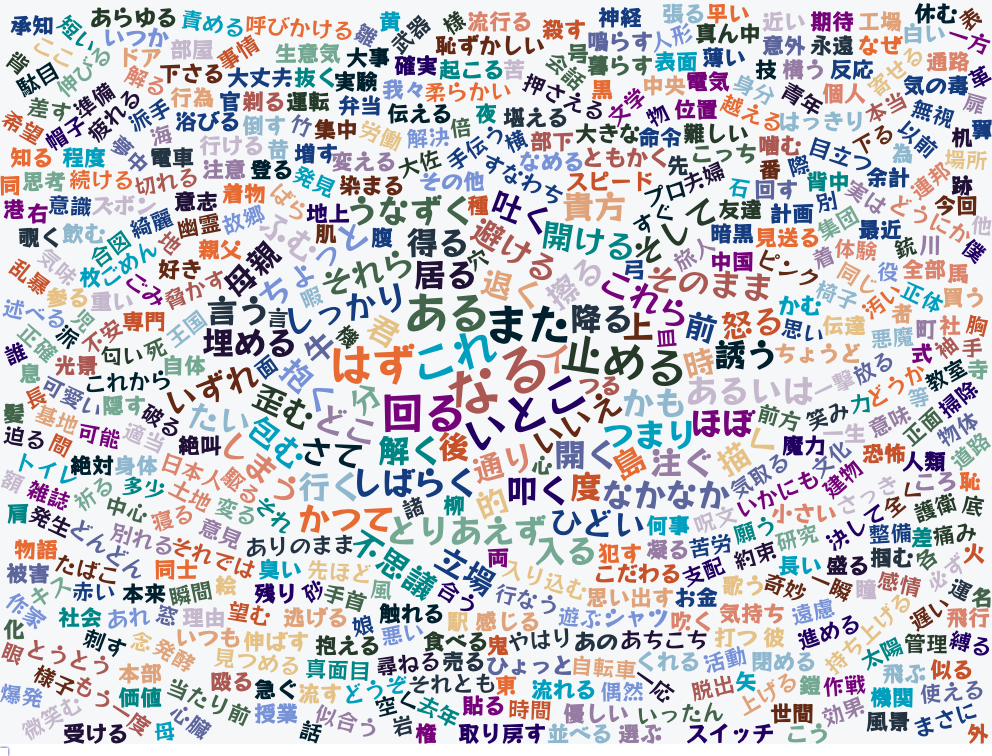 承知 短い あらゆる 責める 呼びかける 黄 武器 様 流行る 殺す 神経 張る 早い 近い 期待 工場 休む 表
いつか 雛 恥ずかしい 号 鳴らす 人形 真ん中 意外 永遠 なぜ 白い 一方
背 ここ ドア 部屋 事情 生意気 大事 確実 起こる 苦 会話 暮らす 表面 薄い 技 構う 反応 寄せる 通路
駄目 伸びる 解る 下さる 大丈夫 抜く 実験 我々 柔らかい 押さえる 黒 中央 電気 身分 青年 個人 本当 気の毒 革
差す 準備 行為 官 剃る 運転 弁当 伝える 夜 堪える 文学 物 位置 越える はっきり 下る 以前 無視 扉
希望 帽子 疲れる 派手 浴びる 倒す 竹 集中 労働 解決 倍 手伝う 横 部下 大きな 命令 難しい 噛む 目立つ 為 机 翼
知る 程度 夢中 海 電車 行ける 昔 増す 変える 大佐 なめる ともかく 先 こっち 番 際 余計 場所
同 思考 続ける 切れる 注意 登る 発見 染まる その他 すなわち スピード プロ 夫婦 石 回す 背中 実は 連邦 跡
港 右 意識 ズボン 意志 着物 ばら 地上 うなずく 種 吐く 貴方 すぐ て 友達 計画 別 集団 どうにか 今回
覗く 飲む 合図 綺麗 地 幽霊 故郷 ふむ 肌 と 腹 得る 避ける 開ける そし 旅人 暗黒 見送る 着 体験 最近 銃 川 他 僕
乱暴 気味 枚 ごめん ごみ 好き 親父 脅かす 母親 ちょっ 暇 それら 居る 穴 退く 擦る 弓 これら そのまま 中国 ピンク 椅子 同じ 役 全部 馬
述べる 参る 児 重い 専門 王国 言う 言 しっかり 棲 君 ある また 降る 上 皿 前 怒る かむ 思い 伝達 汚い 正体 買う
誰 正確 派 不安 匂い 死 自体 埋める 面 抱く 牛 はず これ なる イ 止める 時 誘う ちょうど 者 悪魔 町 社 袖 胸 手
息 光景 これから いずれ 歪む どこ 分 回る いとこ つる いいえ かも あるいは 一撃 放る どうか 式 教室 寺
髪 長 可愛い 隠す 破る たい 包む さて 解く 後 通り 心 開く 島 つまり 注ぐ ほぼ 描く 前方 笑み 力 等 掃除
迫る 間 基地 可能 適当 絶叫 しまう 行く しばらく 的 叩く 度 なかなか 気取る 魔力 文化 一生 意味 正面 物体
トイレ 絶対 身体 日本人 駆る 諸 柳 いかにも 建物 恐怖 人類 道路
額 雑誌 祈る 多少 土地 変る それ かつて とりあえず ひどい 何事 呪文 小さい さっき 全く ころ 恥
肩 発生 中心 寝る 意見 ありのまま 不思議 入る 犯す 凝る 苦労 願う 研究 決して 整備 護衛 底
物語 どんどん 別れる それでは 臭い 先ほど 立場 両 入り込む こだわる 支配 約束 長い 盛る 掴む 差 名 痛み 火
被害 たばこ 同士 残り 砂 手首 風 合う 行なう 思い出す お金 歌う 奇妙 一瞬 瞳 感情 必ず
キス 赤い 本来 瞬間 絵 望む 逃げる 娘 触れる 駅 感じる 遊ぶ シャツ 吹く 気持ち 遠慮 持ち上げる 遅い 運 名
作家 社会 あれ 窓 理由 悪い 食べる 鬼 やはり あの あちこち 打つ 彼 進める 太陽 管理 縛る 飛行
化 刺す 念 発酵 いつも 伸ばす 抱える 尋ねる 売る ひょっと 自転車 くれる 活動 閉める 飛ぶ 似る
眼 とうとう 本部 見つめる 真面目 どうぞ それとも 東 流れる 偶然 一応 脱出 矢 上げる 鎧 作戦 機関 使える
爆発 様子 もう 価値 殴る 当たり前 急ぐ 流す 空く 去年 貼る 時間 優しい いったん 世間 効果 風景 まさに
微笑む 受ける 一度 母 心臓 授業 話 似合う 岩 権 取り戻す 並べる 選ぶ スイッチ こう 外